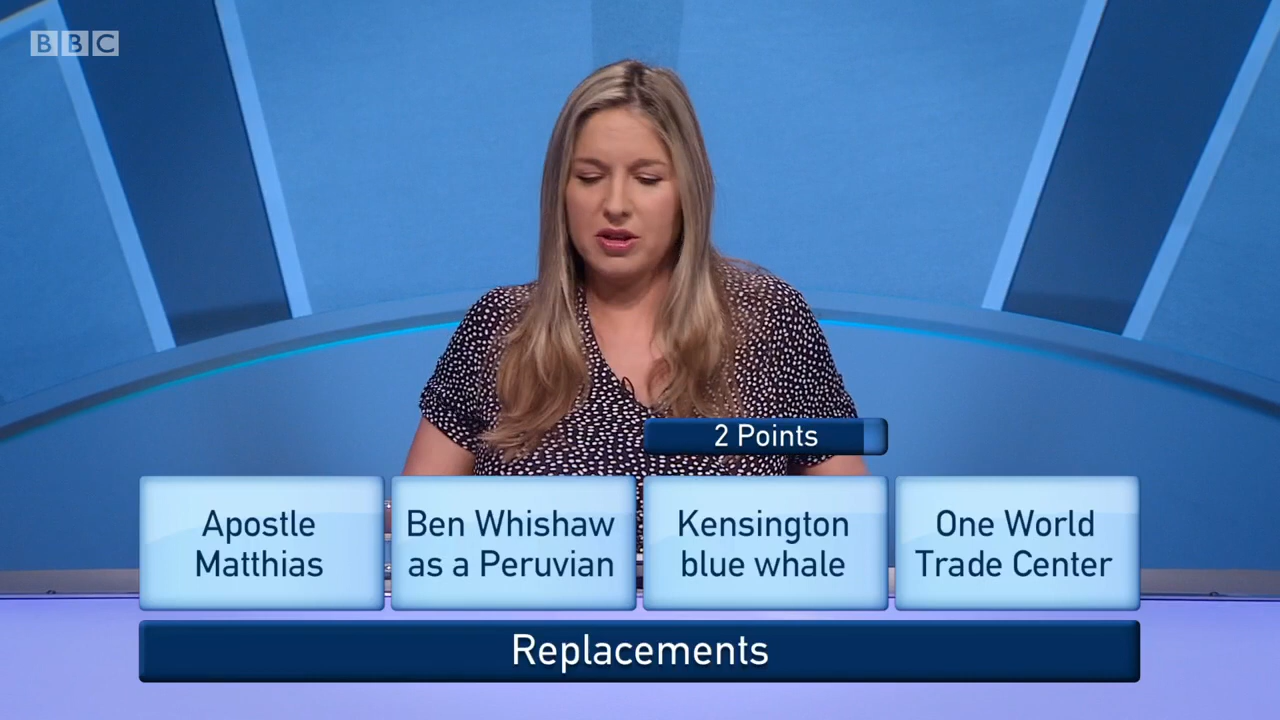 BBC
2 Points
Apostle
Matthias
Ben Whishaw
as a Peruvian
Kensington
blue whale
One World
Trade Center
Replacements